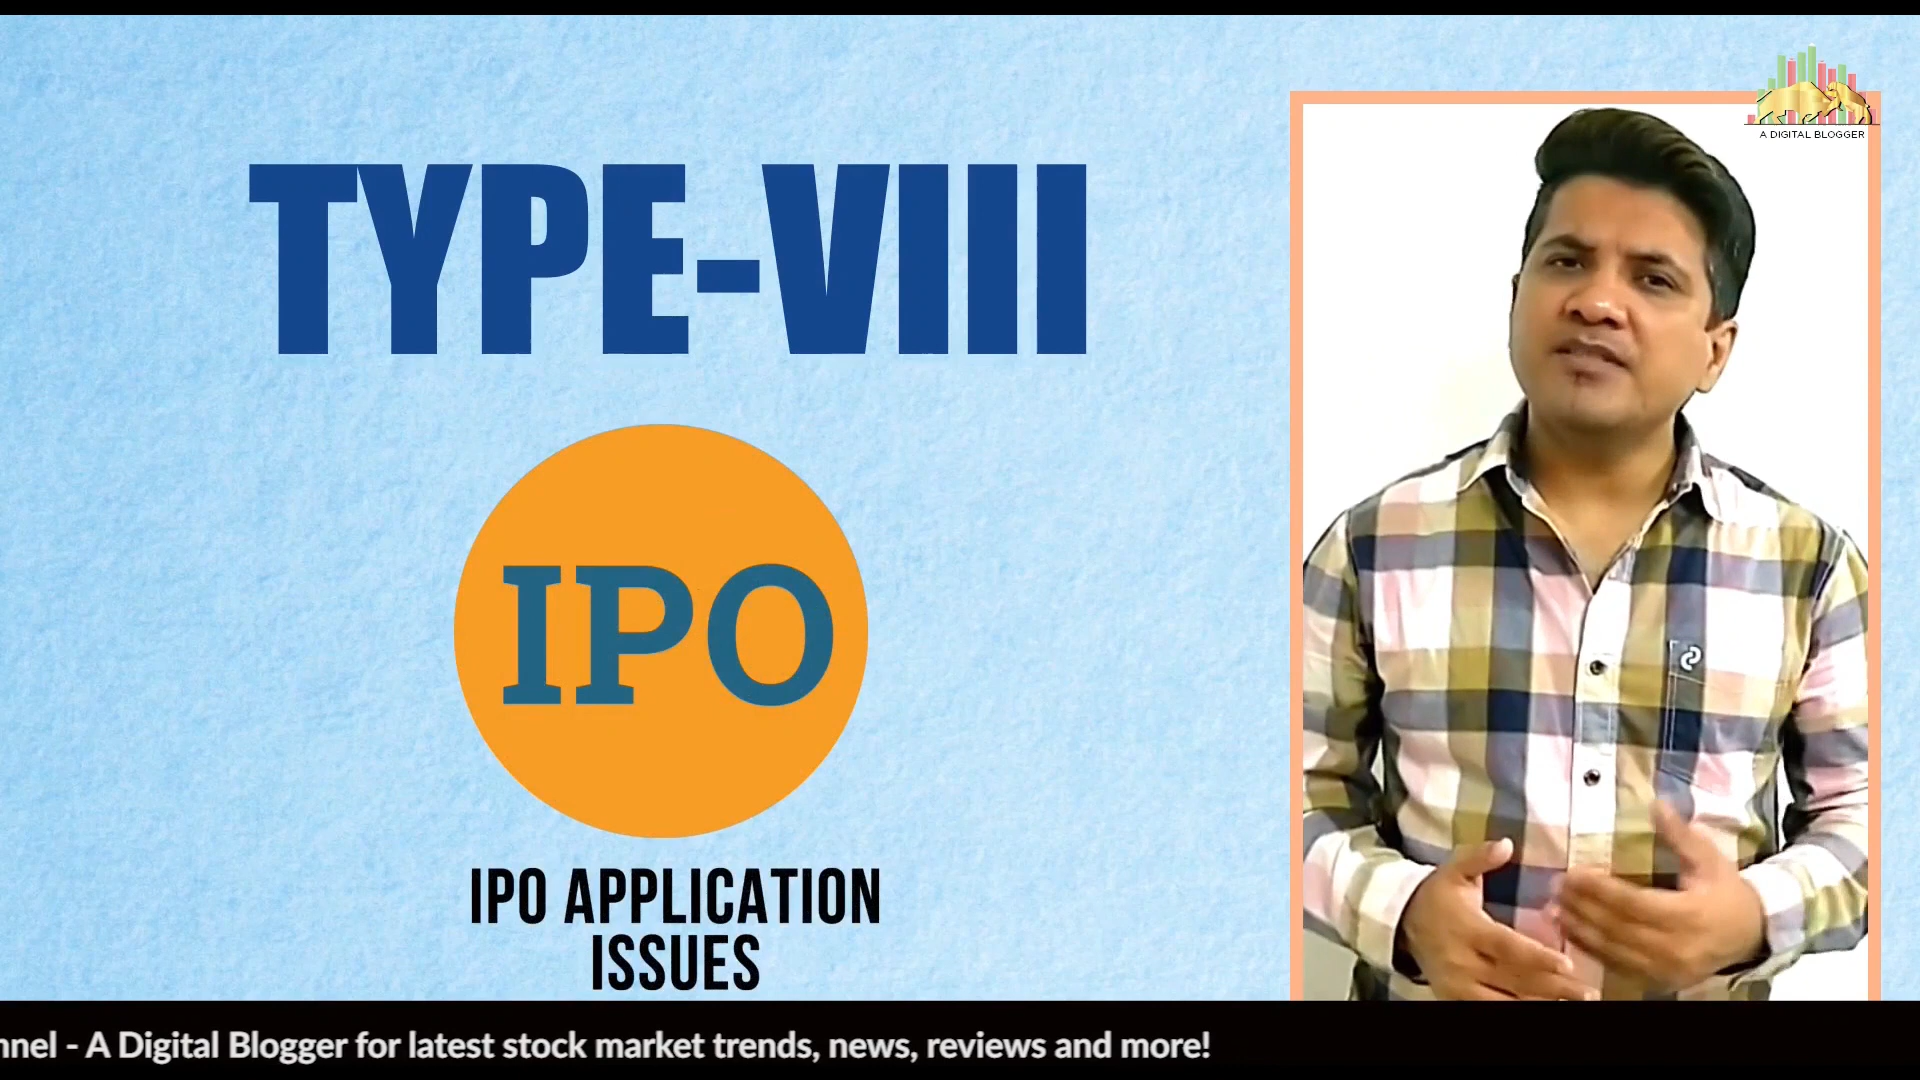 A DIGITAL BLOGGER
TYPE-VIII
IPO
IPO APPLICATION
ISSUES
nnel - A Digital Blogger for latest stock market trends, news, reviews and more!